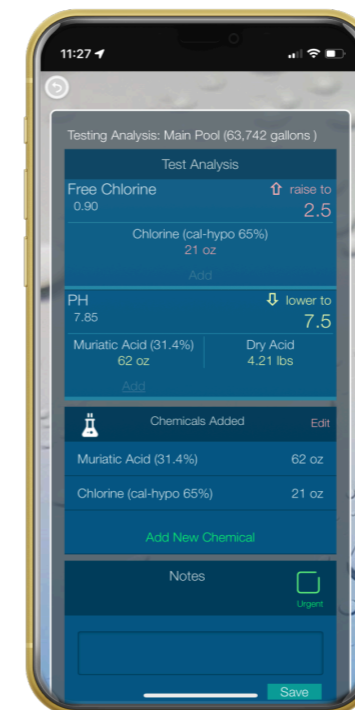 11:27
Testing Analysis: Main Pool (63,742 gallons )
Test Analysis
Free Chlorine
raise to
0.90
2.5
Chlorine (cal-hypo 65%)
21 oz
Add
PH
lower to
7.85
7.5
Muriatic Acid (31.4%)
Dry Acid
62 oz
4.21 lbs
Add
Chemicals Added
Edit
Muriatic Acid (31.4%)
62 oz
Chlorine (cal-hypo 65%)
21 oz
Add New Chemical
Notes
Urgent
Save